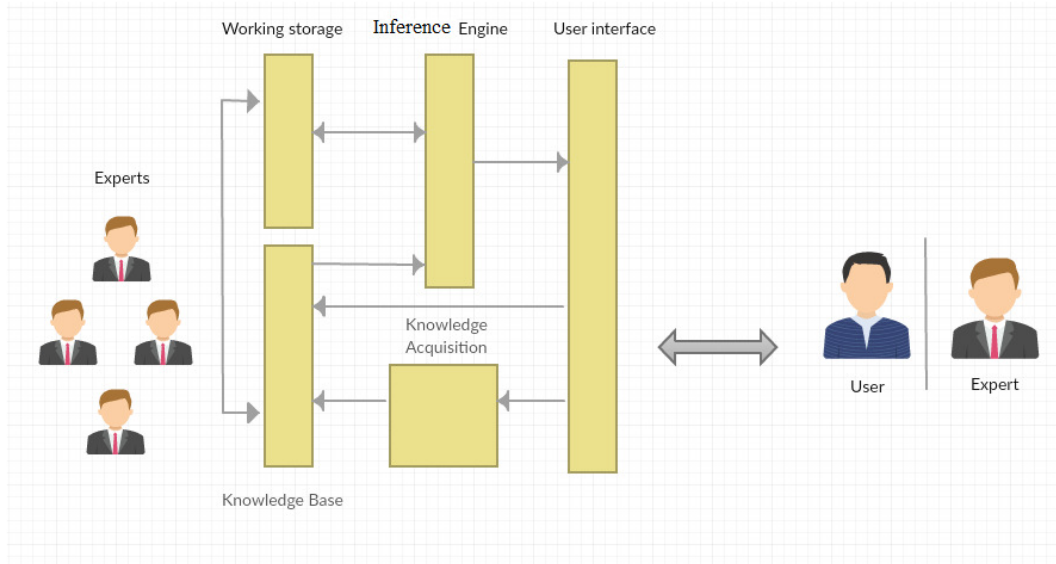 Working storage
Inference Engine
User interface
Experts
Knowledge
Acquisition
User
Expert
Knowledge Base